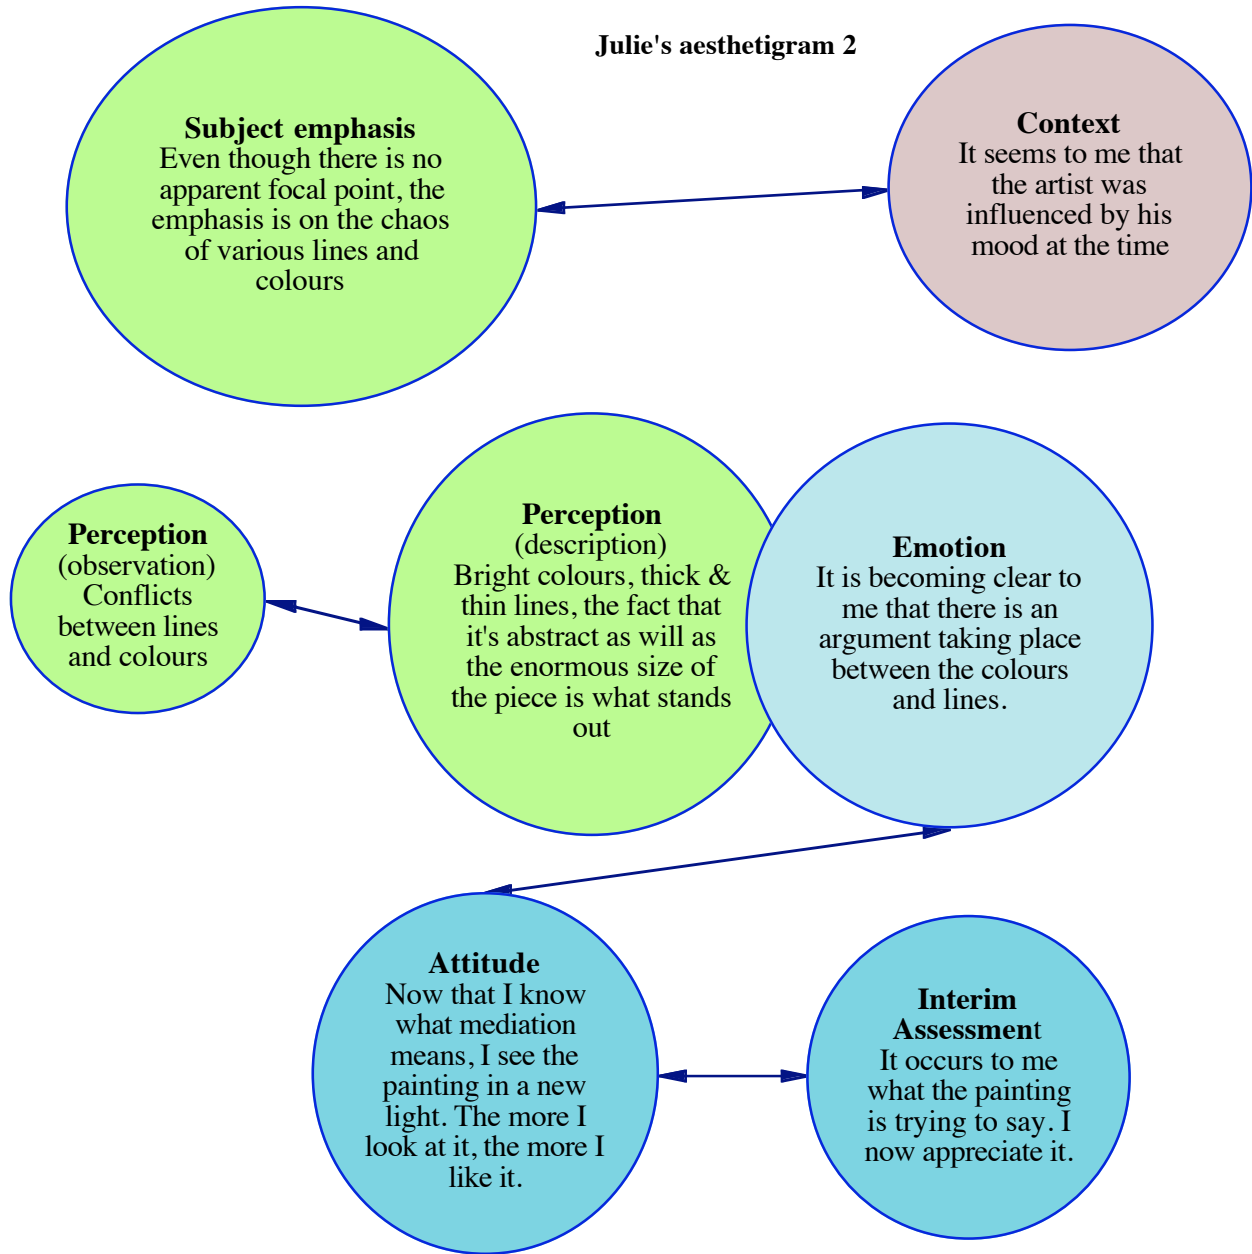 Julie's aesthetigram 2
Subject emphasis
Even though there is no
apparent focal point, the
emphasis is on the chaos
of various lines and
colours
Context
It seems to me that
the artist was
influenced by his
mood at the time
Perception
(observation)
Conflicts
between lines
and colours
Perception
(description)
Bright colours, thick &
thin lines, the fact that
it's abstract as will as
the enormous size of
the piece is what stands
out
Emotion
It is becoming clear to
me that there is an
argument taking place
between the colours
and lines.
Attitude
Now that I know
what mediation
means, I see the
painting in a new
light. The more I
look at it, the more I
like it.
Interim
Assessment
It occurs to me
what the painting
is trying to say. I
now appreciate it.